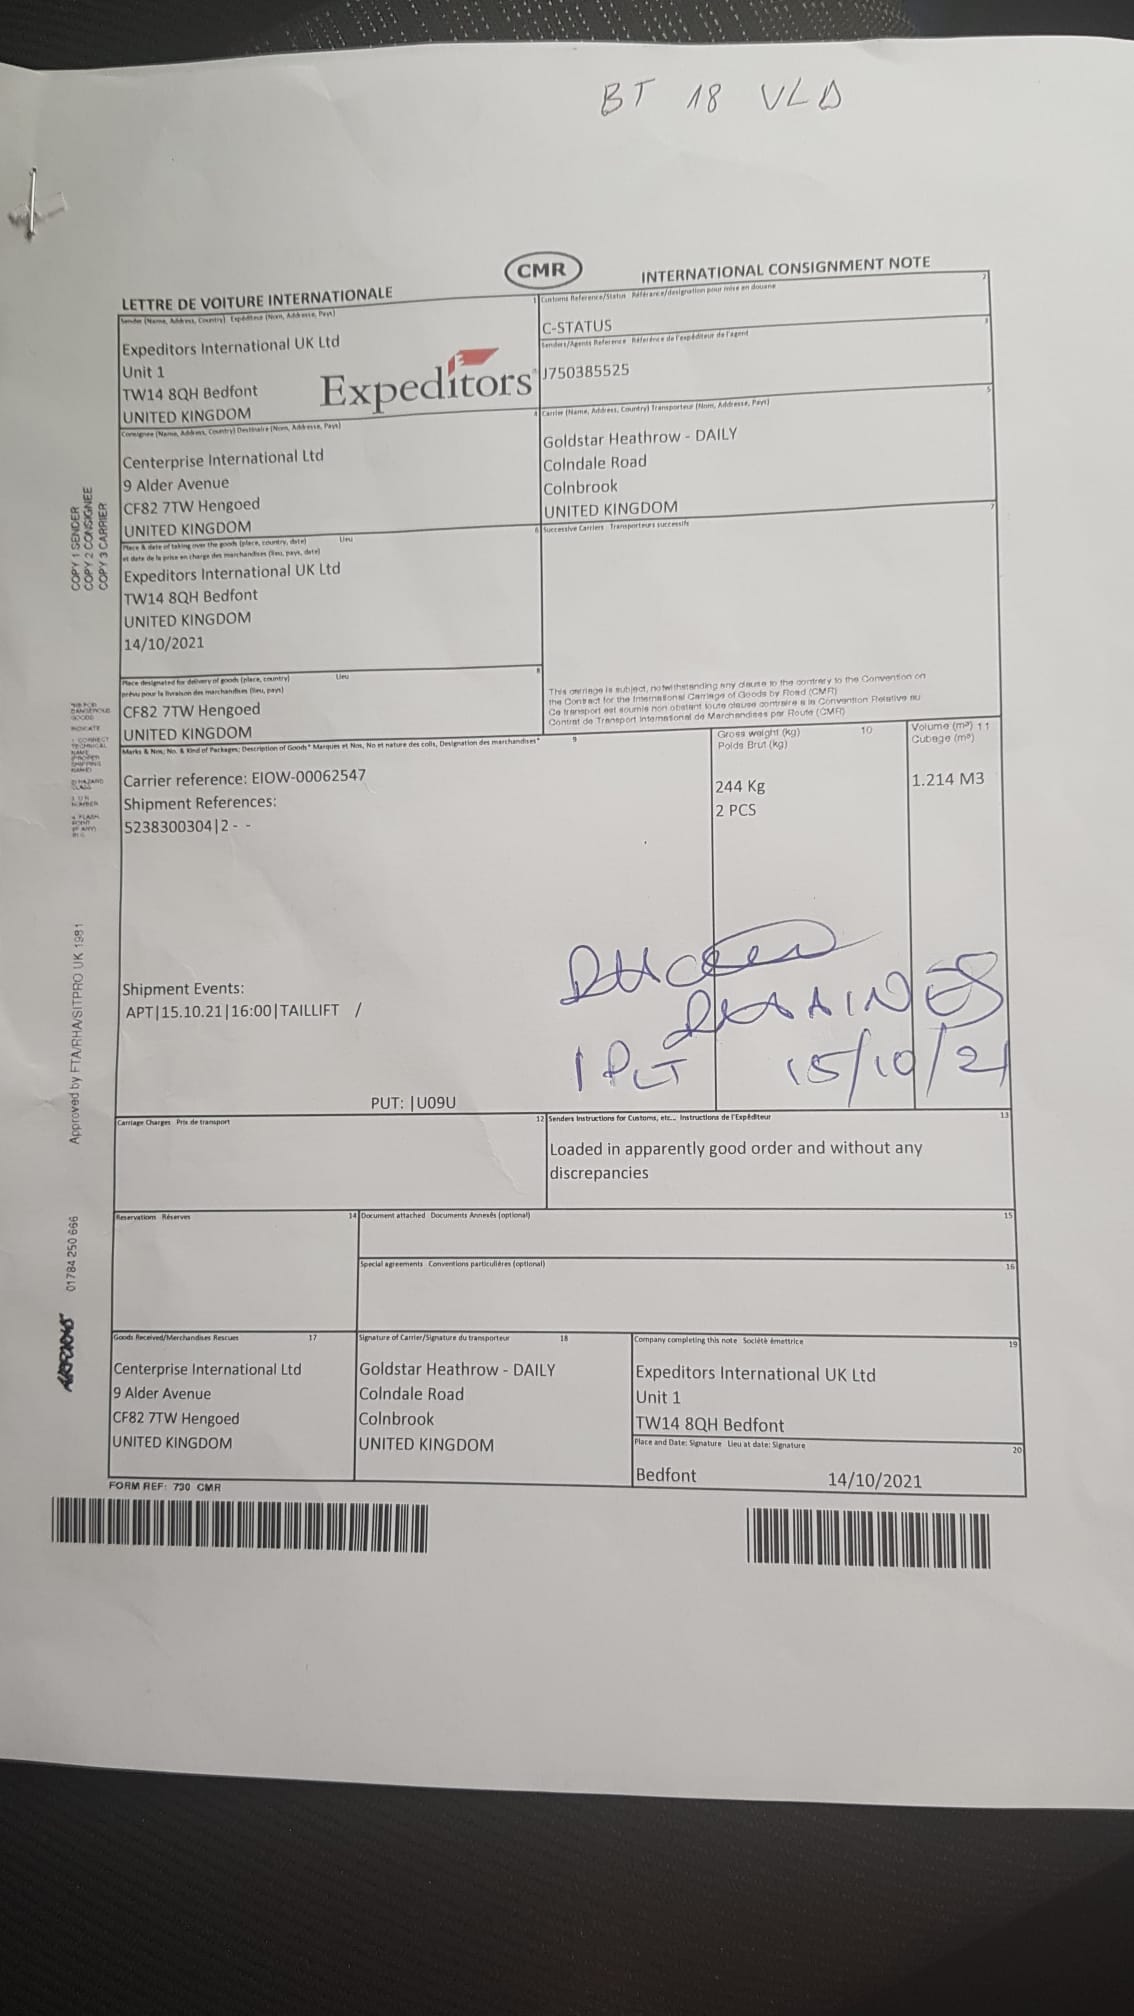 BT 18 VLD
CMR
LETTRE DE VOITURE INTERNATIONALE
INTERNATIONAL CONSIGNMENT NOTE
Sender (Name, Address, Country) Expéditeur (Nom, Addresse, Pays)
1
Expeditors International UK Ltd
Unit 1
TW14 8QH Bedfont
UNITED KINGDOM
Expeditors
Customs Reference/Status Référance/designation pour mise en douane
2
C-STATUS
Senders/Agents Reference Référence de l'expéditeur de l'agent
3
J750385525
Consignee (Name, Address, Country) Destinaire (Nom, Addresse, Pays)
4
Centerprise International Ltd
9 Alder Avenue
CF82 7TW Hengoed
UNITED KINGDOM
Carrier (Name, Address, Country) Transporteur (Nom, Addresse, Pays)
5
Goldstar Heathrow - DAILY
Colndale Road
Colnbrook
UNITED KINGDOM
Place & date of taking over the goods (place, country, date) Lieu
et date de la prise en charge des marchandises (lieu, pays, date)
6
Expeditors International UK Ltd
TW14 8QH Bedfont
UNITED KINGDOM
14/10/2021
Successive Carriers Transporteurs successifs
7
Place designated for delivery of goods (place, country) Lieu
prévu pour la livraison des marchandises (lieu, pays)
8
CF82 7TW Hengoed
UNITED KINGDOM
This carriage is subject, notwithstanding any clause to the contrary to the Convention on
the Contract for the International Carriage of Goods by Road (CMR)
Ce transport est soumis non obstant toute clause contraire a la Convention Relative au
Contrat de Transport International de Marchandises par Route (CMR)
Marks & Nos; No. & Kind of Packages; Description of Goods* Marques et Nos, No et nature des colls, Designation des marchandises*
9
Gross weight (kg) 10
Poids Brut (kg)
Volume (m³) 11
Cubage (m³)
Carrier reference: EIOW-00062547
Shipment References:
5238300304|2 - -
244 Kg
2 PCS
1.214 M3
Shipment Events:
APT|15.10.21|16:00|TAILLIFT /
1 PLT 15/10/21
PUT: |U09U
Carriage Charges Prix de transport
12
Senders Instructions for Customs, etc... Instructions de l'Expéditeur
13
Loaded in apparently good order and without any
discrepancies
Reservations Réserves
14
Document attached Documents Annexés (optional)
15
Special agreements Conventions particulières (optional)
16
Goods Received/Merchandises Rescues 17
Centerprise International Ltd
9 Alder Avenue
CF82 7TW Hengoed
UNITED KINGDOM
Signature of Carrier/Signature du transporteur 18
Goldstar Heathrow - DAILY
Colndale Road
Colnbrook
UNITED KINGDOM
Company completing this note Société émettrice
19
Expeditors International UK Ltd
Unit 1
TW14 8QH Bedfont
Place and Date: Signature Lieu at date: Signature
20
Bedfont 14/10/2021
FORM REF: 730 CMR
COPY 1 SENDER
COPY 2 CONSIGNEE
COPY 3 CARRIER
Approved by FTA/RHA/SITPRO UK 1981
01784 250 666